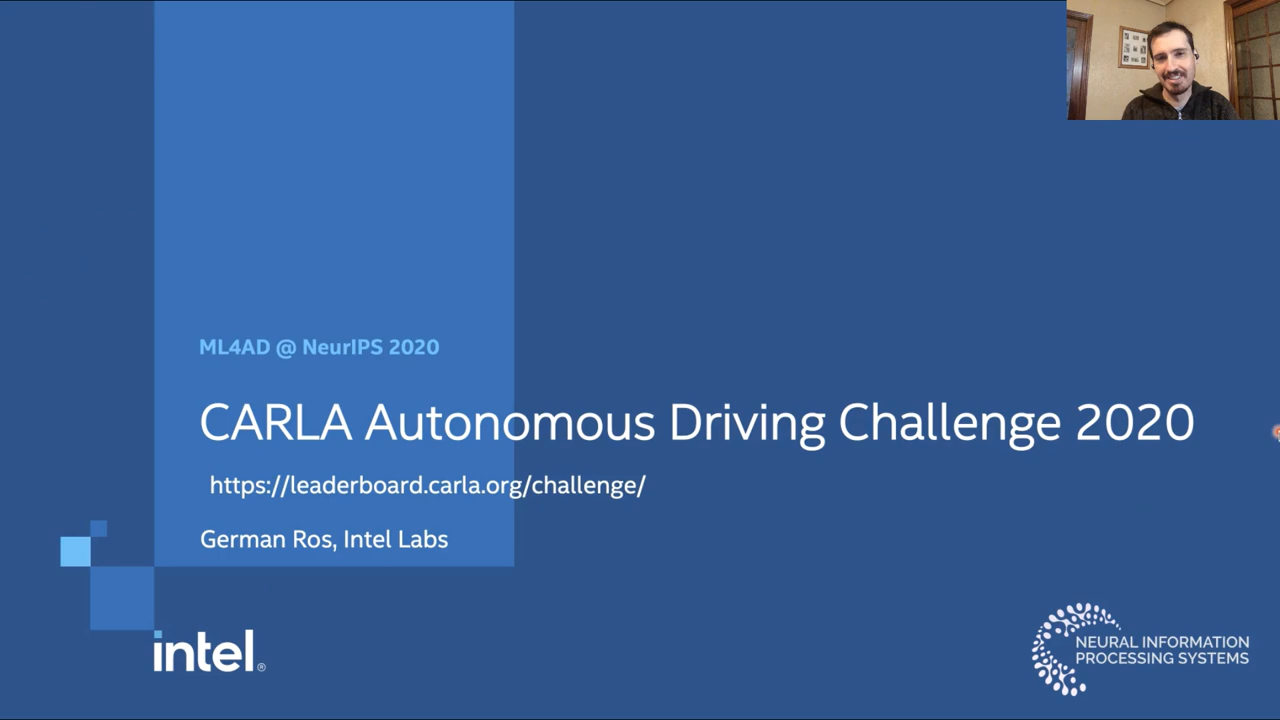 ML4AD @ NeurIPS 2020
CARLA Autonomous Driving Challenge 2020
https://leaderboard.carla.org/challenge/
German Ros, Intel Labs
intel®
NEURAL INFORMATION
PROCESSING SYSTEMS